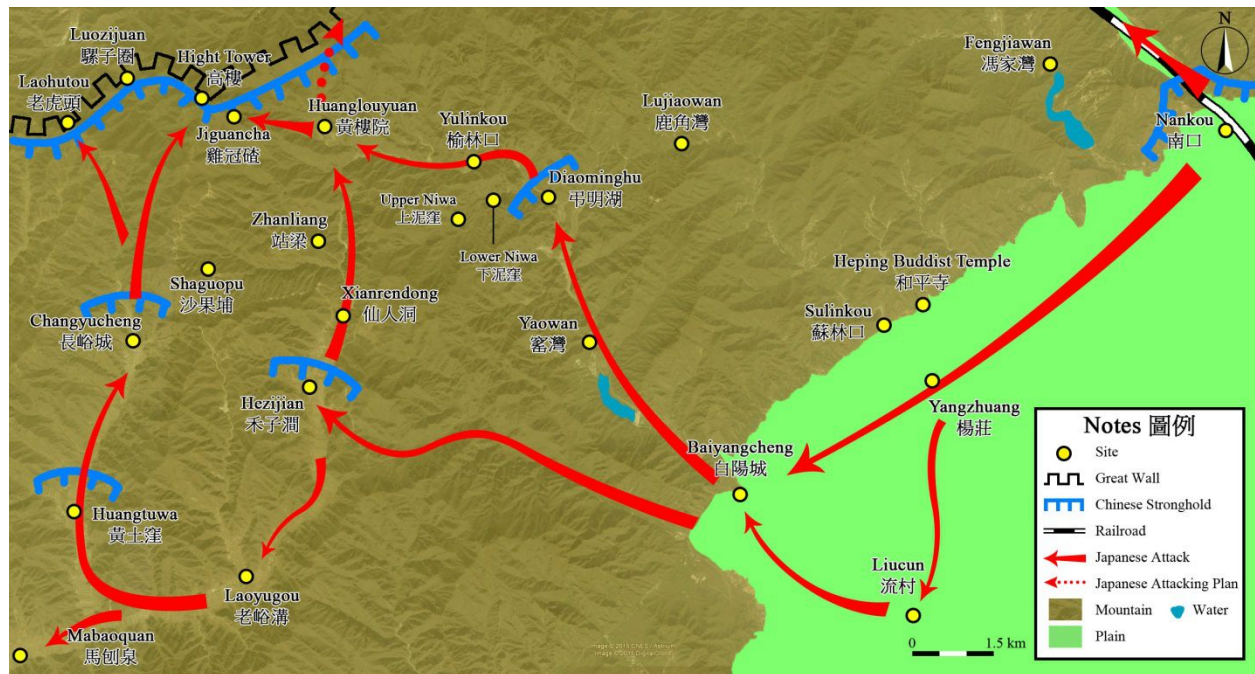 Luozijuan
騾子圈
Hight Tower
高樓
Laohutou
老虎頭
Jiguancha
雞冠碴
Huanglouyuan
黃樓院
Yulinkou
榆林口
Lujiaowan
鹿角灣
Fengjiawan
馮家灣
N
Nankou
南口
Diaominghu
弔明湖
Upper Niwa
上泥窪
Lower Niwa
下泥窪
Zhanliang
站梁
Shaguopu
沙果埔
Xianrendong
仙人洞
Heping Buddist Temple
和平寺
Sulinkou
蘇林口
Changyucheng
長峪城
Yaowan
窰灣
Hezijian
禾子澗
Yangzhuang
楊莊
Baiyangcheng
白陽城
Huangtuwa
黃土窪
Liucun
流村
Laoyugou
老峪溝
Mabaoquan
馬刨泉
0 1.5 km
Notes 圖例
Site
Great Wall
Chinese Stronghold
Railroad
Japanese Attack
Japanese Attacking Plan
Mountain Water
Plain